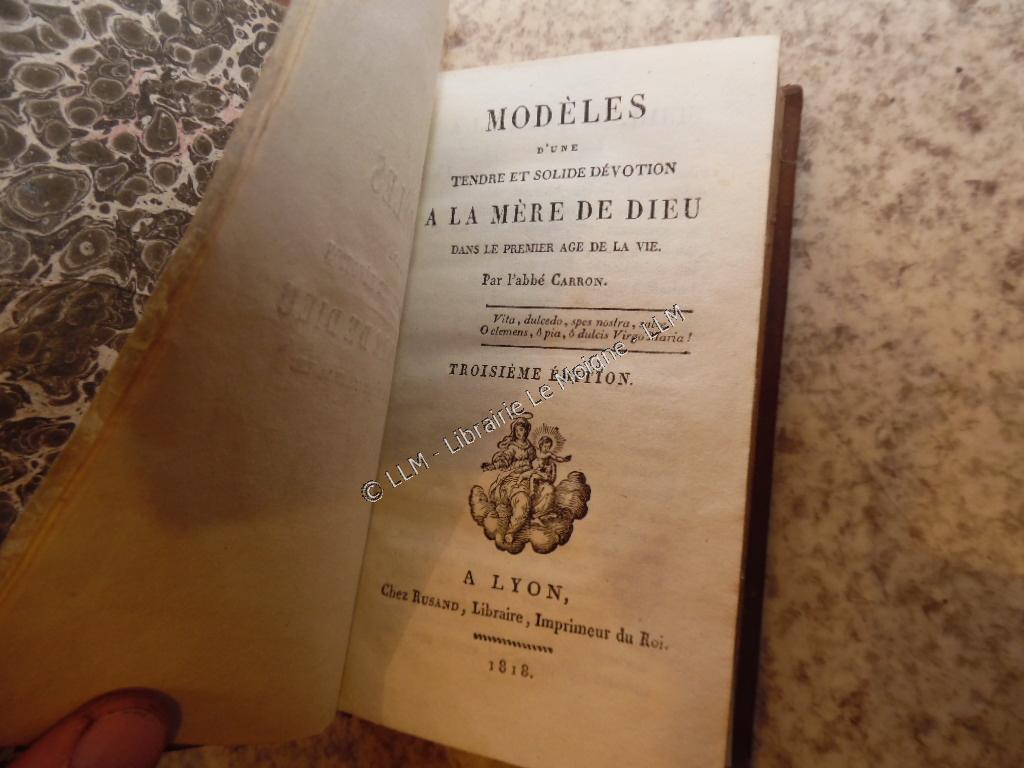 MODÈLES
D'UNE
TENDRE ET SOLIDE DÉVOTION
A LA MÈRE DE DIEU
DANS LE PREMIER AGE DE LA VIE.
Par l'abbé CARRON.
Vita, dulcedo, spes nostra,
O clemens, ô pia, ô dulcis Virgo Maria!
TROISIÈME ÉDITION.
© LLM - Librairie Le Moigne - LLM
A LYON,
Chez RUSAND, Libraire, Imprimeur du Roi.
1818.